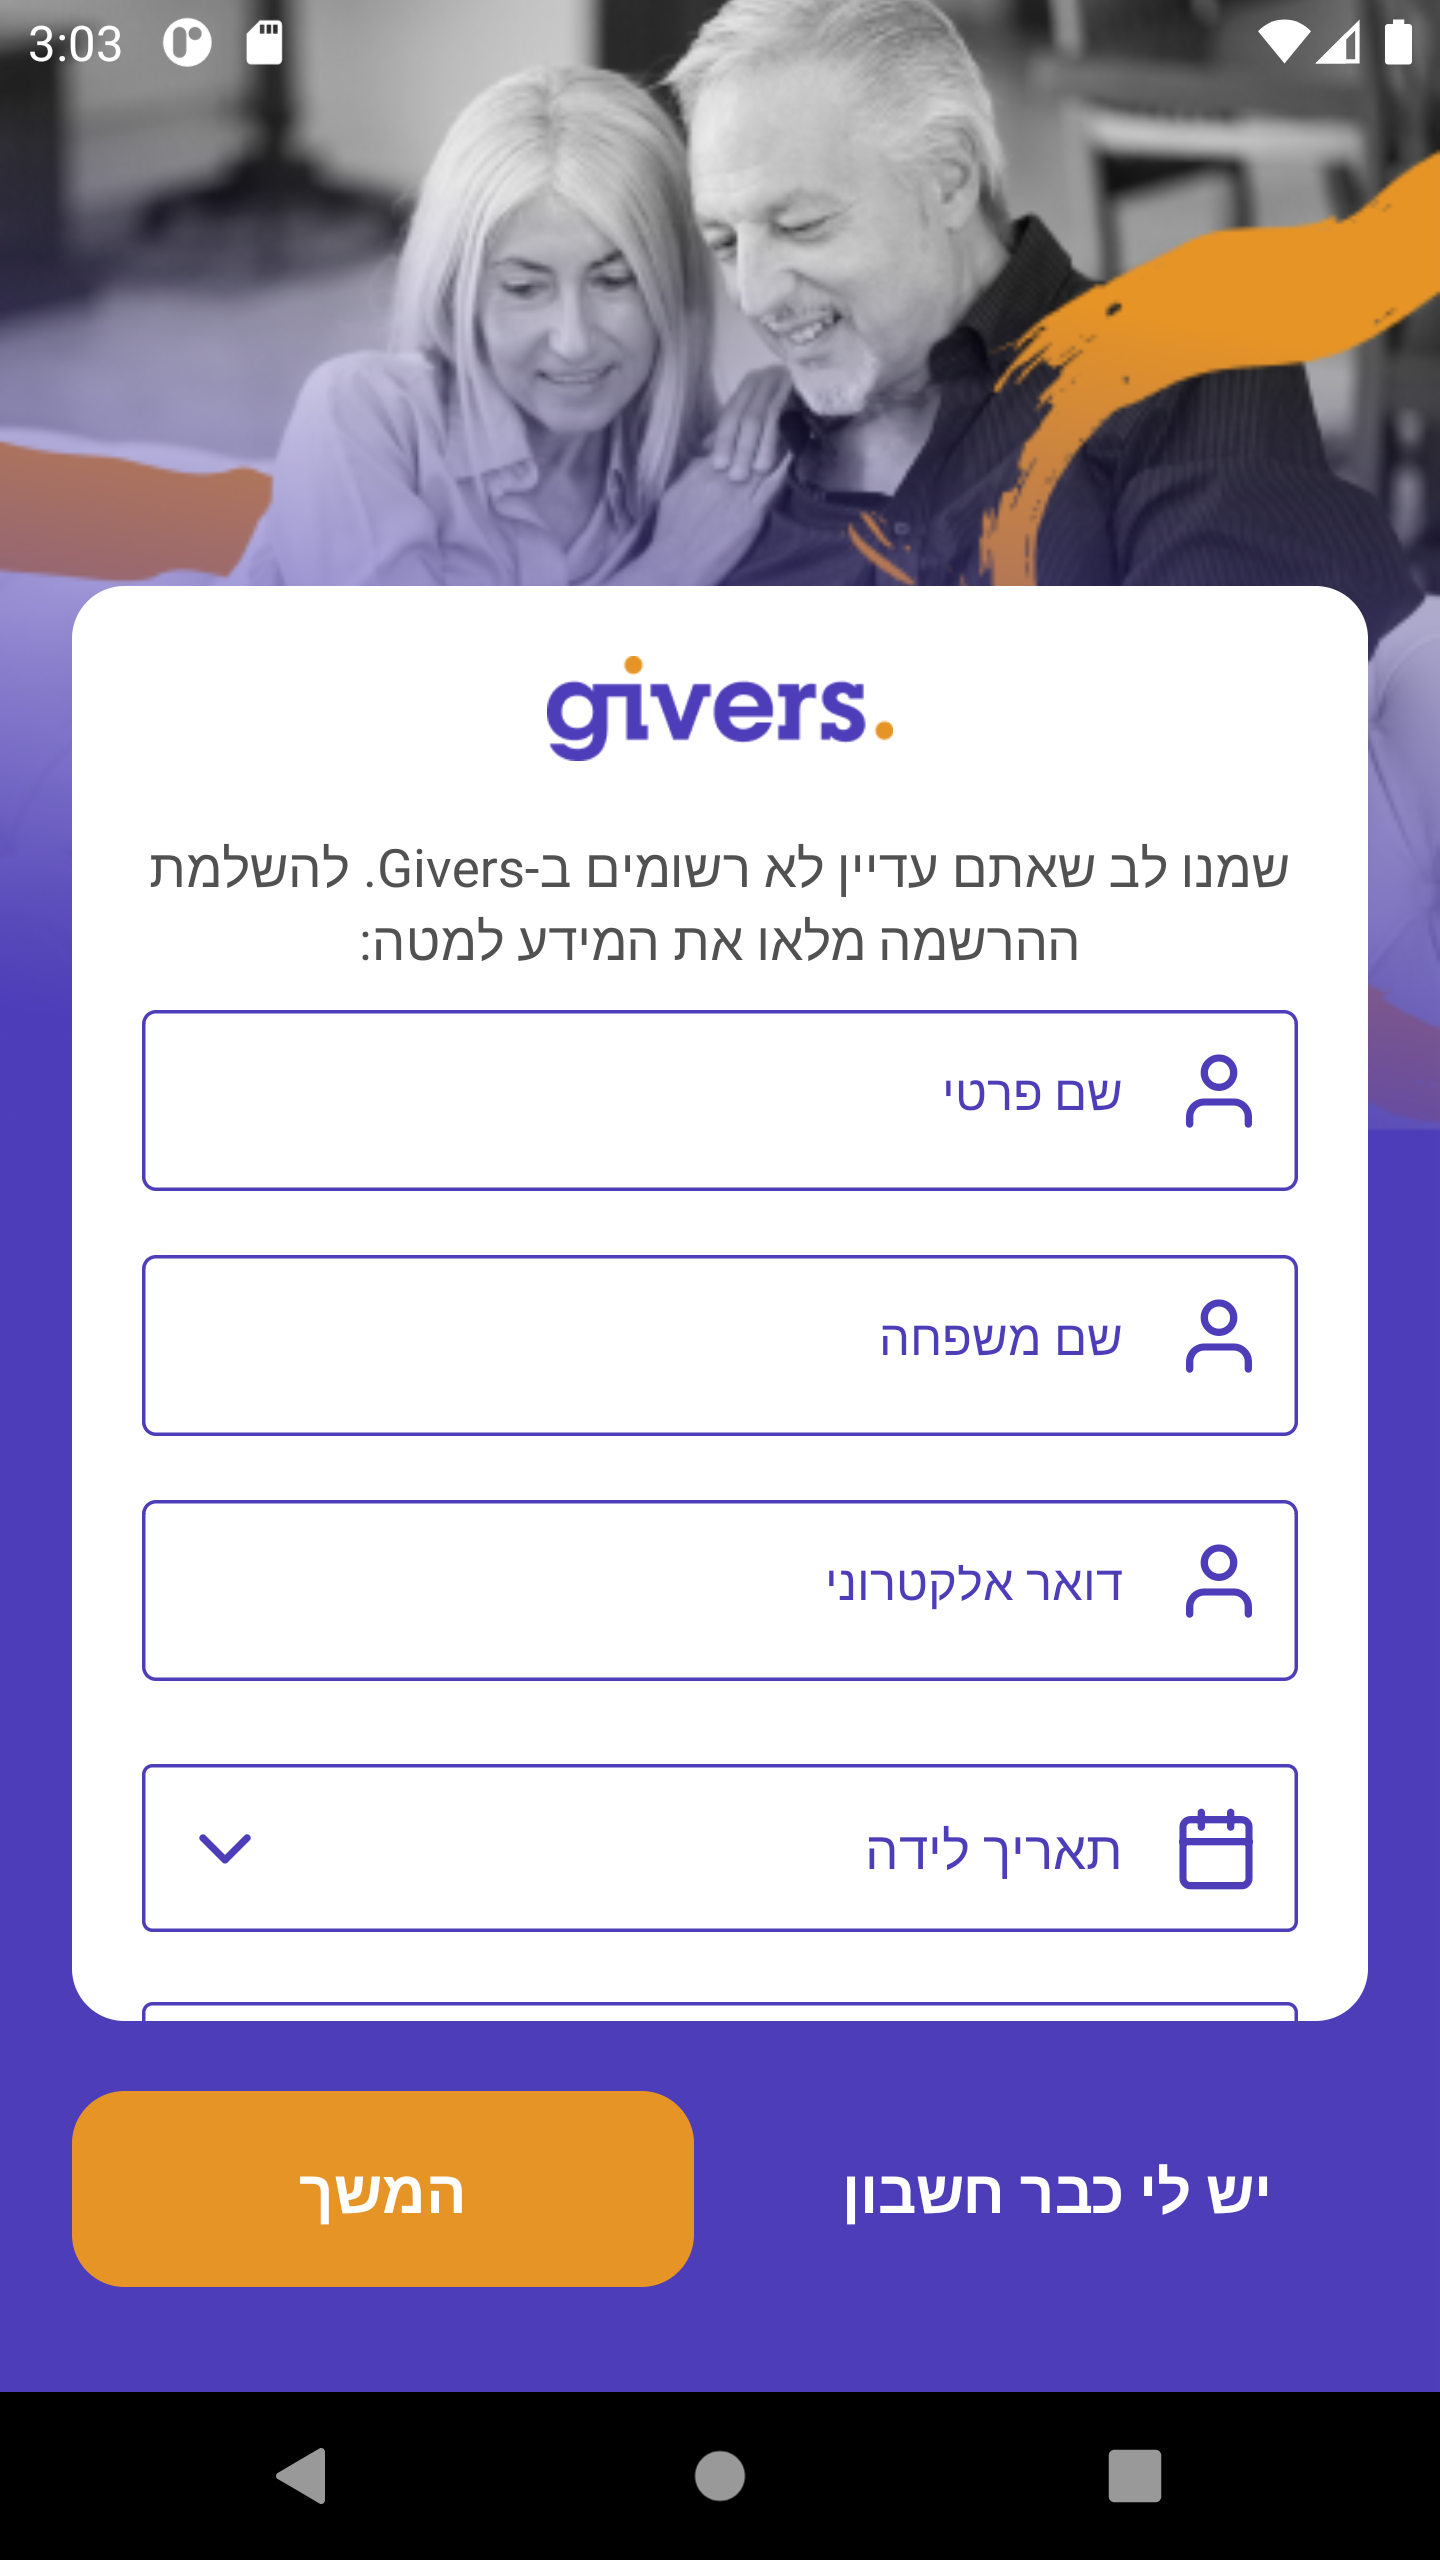 3:03
givers.
שמנו לב שאתם עדיין לא רשומים ב-Givers. להשלמת
ההרשמה מלאו את המידע למטה:
שם פרטי
שם משפחה
דואר אלקטרוני
תאריך לידה
יש לי כבר חשבון
המשך